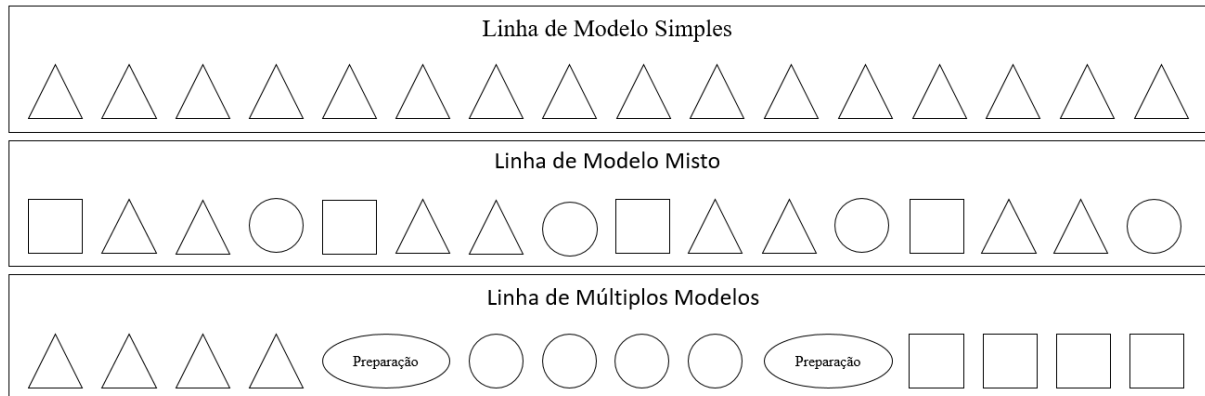 Linha de Modelo Simples
Linha de Modelo Misto
Linha de Múltiplos Modelos
Preparação
Preparação